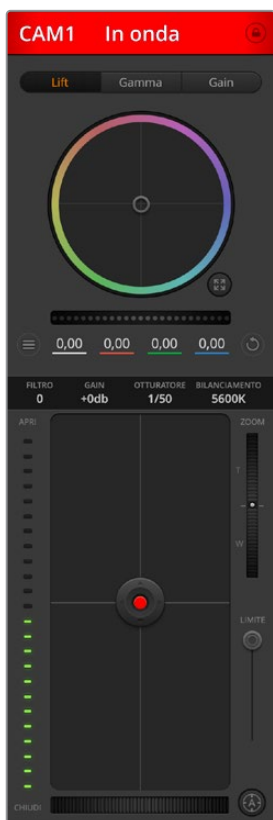 CAM1 In onda
Lift Gamma Gain
0,00 0,00 0,00 0,00
FILTRO GAIN OTTURATORE BILANCIAMENTO
0 +0db 1/50 5600K
APRI ZOOM
T
W
LIMITE
CHIUDI A